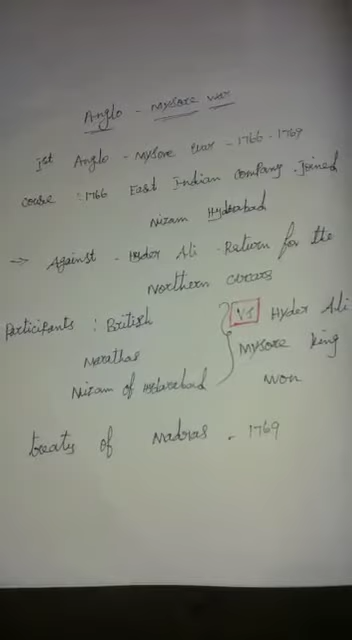 Anglo - Mysore war
Ist Anglo - Mysore war - 1766 - 1769
: 1766 East Indian Company Joined
Nizam Hyderabad
→ Against - Hyder Ali - Return for the
Northern circars
Participants : British
Marathas
Nizam of Hyderabad
VS Hyder Ali
Mysore king
won
treaty of Madras - 1769